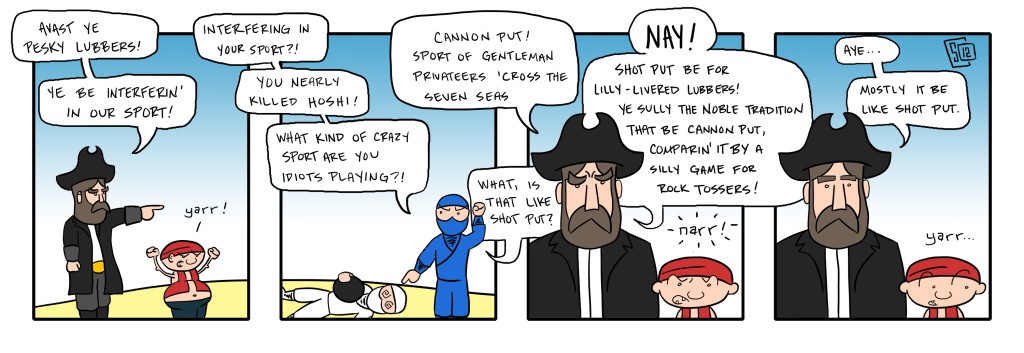 AVAST YE
PESKY LUBBERS!
YE BE INTERFERIN'
IN OUR SPORT!
yarr!
INTERFERING IN
YOUR SPORT?!
YOU NEARLY
KILLED HOSHI!
WHAT KIND OF CRAZY
SPORT ARE YOU
IDIOTS PLAYING?!
CANNON PUT!
SPORT OF GENTLEMAN
PRIVATEERS 'CROSS THE
SEVEN SEAS
WHAT, IS
THAT LIKE
SHOT PUT?
NAY!
SHOT PUT BE FOR
LILLY-LIVERED LUBBERS!
YE SULLY THE NOBLE TRADITION
THAT BE CANNON PUT,
COMPARIN' IT BY A
SILLY GAME FOR
ROCK TOSSERS!
narr!
AYE...
MOSTLY IT BE
LIKE SHOT PUT.
yarr...
12